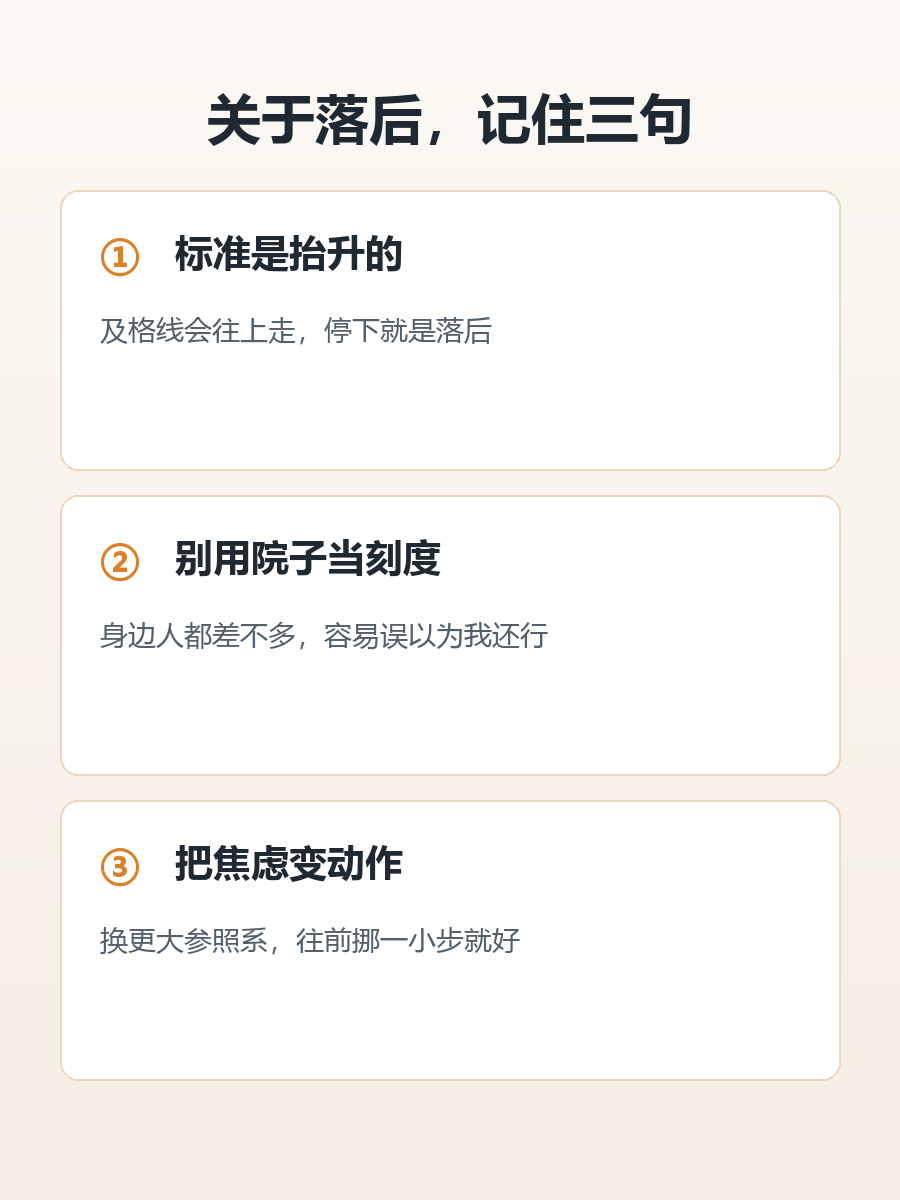 关于落后，记住三句
① 标准是抬升的
及格线会往上走，停下就是落后
② 别用院子当刻度
身边人都差不多，容易误以为我还行
③ 把焦虑变动作
换更大参照系，往前挪一小步就好